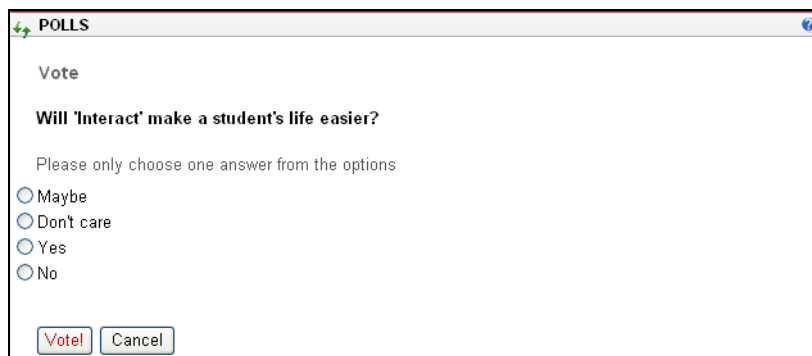 POLLS
Vote
Will 'Interact' make a student's life easier?
Please only choose one answer from the options
Maybe
Don't care
Yes
No
Vote! Cancel